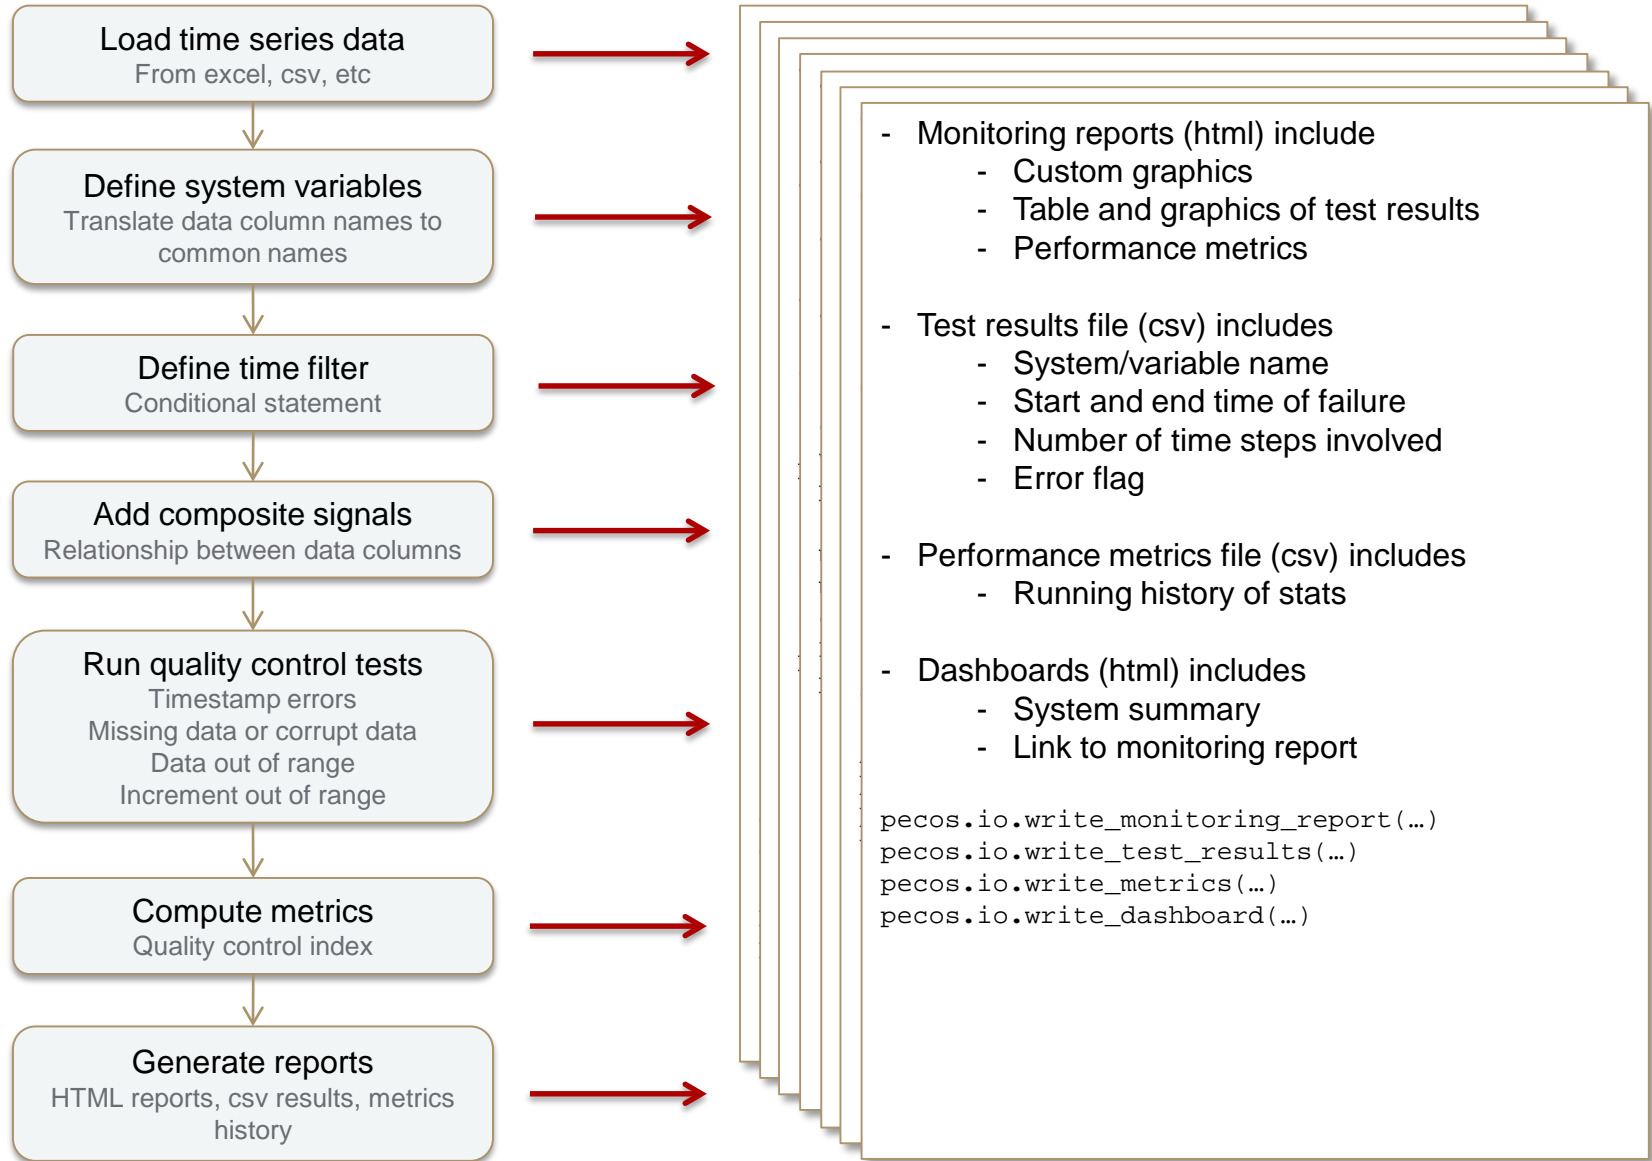 Load time series data
From excel, csv, etc
Define system variables
Translate data column names to
common names
Define time filter
Conditional statement
Add composite signals
Relationship between data columns
Run quality control tests
Timestamp errors
Missing data or corrupt data
Data out of range
Increment out of range
Compute metrics
Quality control index
Generate reports
HTML reports, csv results, metrics
history
- Monitoring reports (html) include
- Custom graphics
- Table and graphics of test results
- Performance metrics
- Test results file (csv) includes
- System/variable name
- Start and end time of failure
- Number of time steps involved
- Error flag
- Performance metrics file (csv) includes
- Running history of stats
- Dashboards (html) includes
- System summary
- Link to monitoring report
pecos.io.write_monitoring_report(…)
pecos.io.write_test_results(…)
pecos.io.write_metrics(…)
pecos.io.write_dashboard(…)